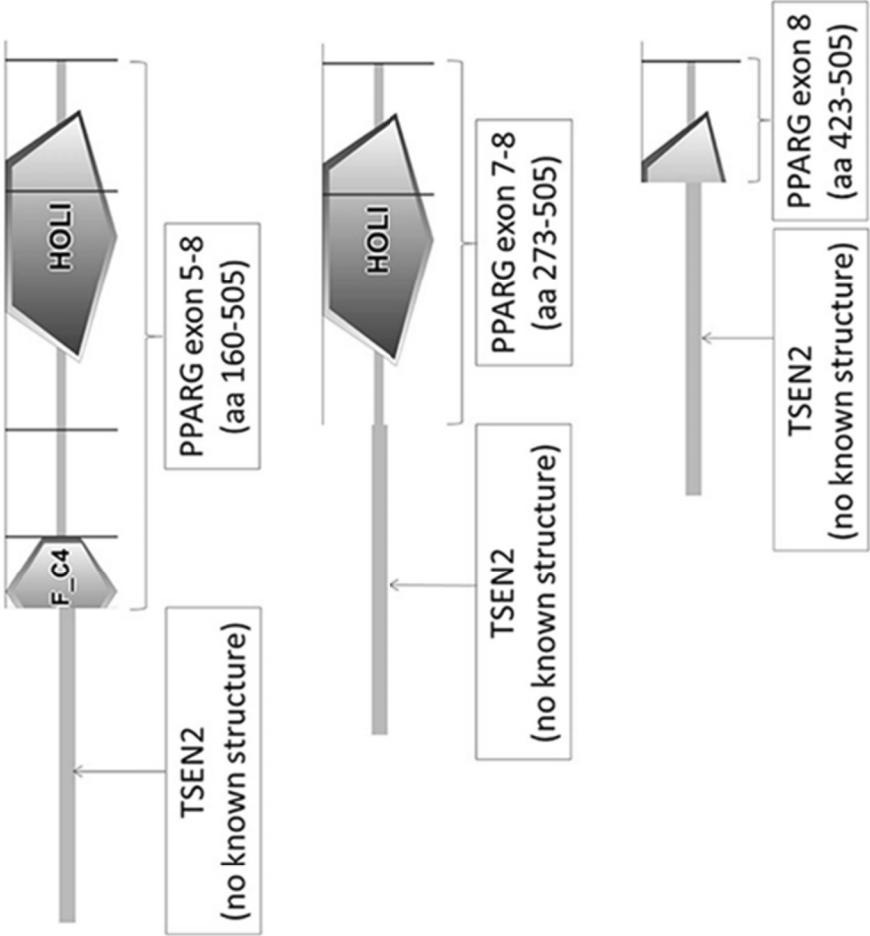 F_C4
HOLI
TSEN2
(no known structure)
PPARG exon 5-8
(aa 160-505)
HOLI
TSEN2
(no known structure)
PPARG exon 7-8
(aa 273-505)
TSEN2
(no known structure)
PPARG exon 8
(aa 423-505)